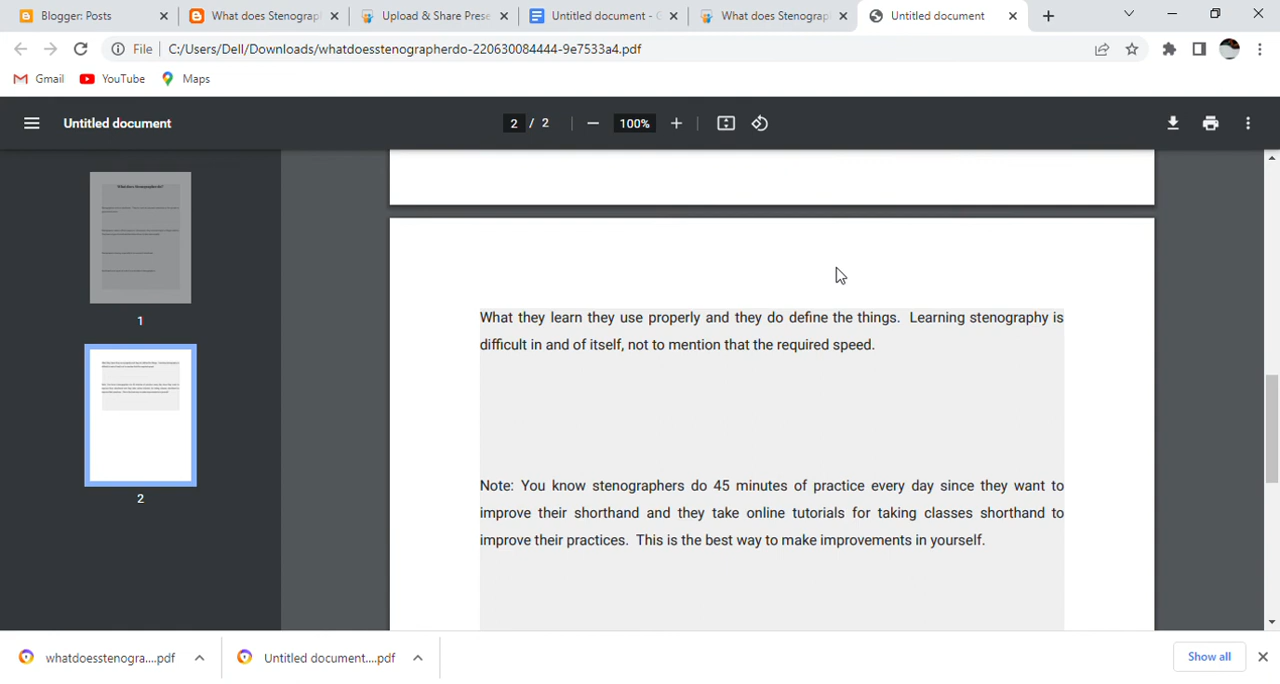 Blogger: Posts
What does Stenograp
Upload & Share Prese
Untitled document - G
What does Stenograp
Untitled document
File
C:/Users/Dell/Downloads/whatdoesstenographerdo-220630084444-9e7533a4.pdf
Gmail
YouTube
Maps
Untitled document
2 / 2
100%
1
2
What they learn they use properly and they do define the things. Learning stenography is
difficult in and of itself, not to mention that the required speed.
Note: You know stenographers do 45 minutes of practice every day since they want to
improve their shorthand and they take online tutorials for taking classes shorthand to
improve their practices. This is the best way to make improvements in yourself.
whatdoesstenogra....pdf
Untitled document....pdf
Show all